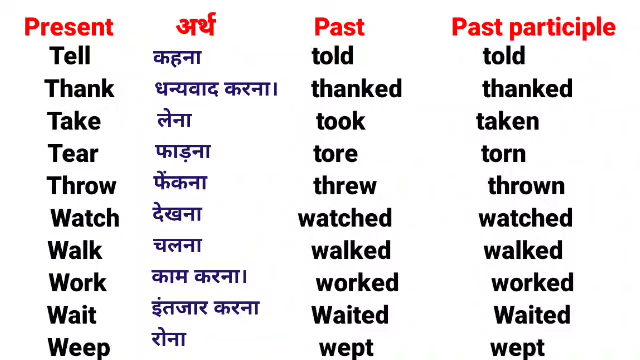 Present अर्थ Past Past participle
Tell कहना told told
Thank धन्यवाद करना। thanked thanked
Take लेना took taken
Tear फाड़ना tore torn
Throw फेंकना threw thrown
Watch देखना watched watched
Walk चलना walked walked
Work काम करना। worked worked
Wait इंतजार करना Waited Waited
Weep रोना wept wept